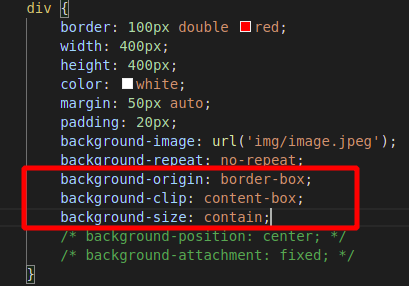 div {
border: 100px double red;
width: 400px;
height: 400px;
color: white;
margin: 50px auto;
padding: 20px;
background-image: url('img/image.jpeg');
background-repeat: no-repeat;
background-origin: border-box;
background-clip: content-box;
background-size: contain;
/* background-position: center; */
/* background-attachment: fixed; */
}